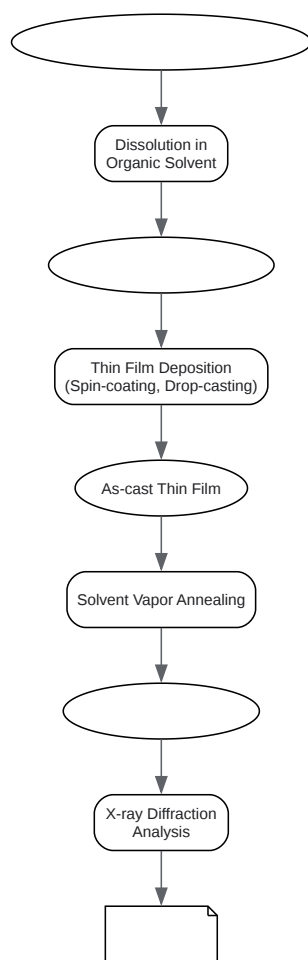 Dissolution in
Organic Solvent
Thin Film Deposition
(Spin-coating, Drop-casting)
As-cast Thin Film
Solvent Vapor Annealing
X-ray Diffraction
Analysis